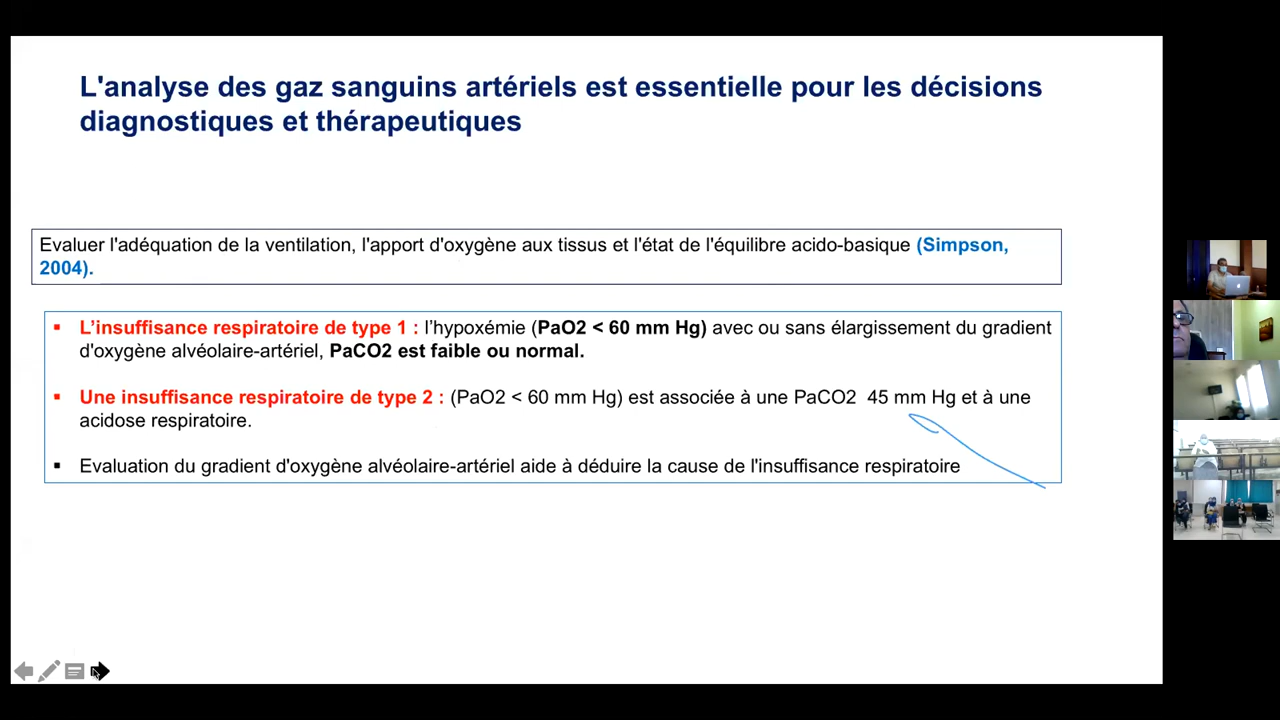 L'analyse des gaz sanguins artériels est essentielle pour les décisions
diagnostiques et thérapeutiques
Evaluer l'adéquation de la ventilation, l'apport d'oxygène aux tissus et l'état de l'équilibre acido-basique (Simpson,
2004).
▪ L’insuffisance respiratoire de type 1 : l’hypoxémie (PaO2 < 60 mm Hg) avec ou sans élargissement du gradient
d'oxygène alvéolaire-artériel, PaCO2 est faible ou normal.
▪ Une insuffisance respiratoire de type 2 : (PaO2 < 60 mm Hg) est associée à une PaCO2 45 mm Hg et à une
acidose respiratoire.
▪ Evaluation du gradient d'oxygène alvéolaire-artériel aide à déduire la cause de l'insuffisance respiratoire